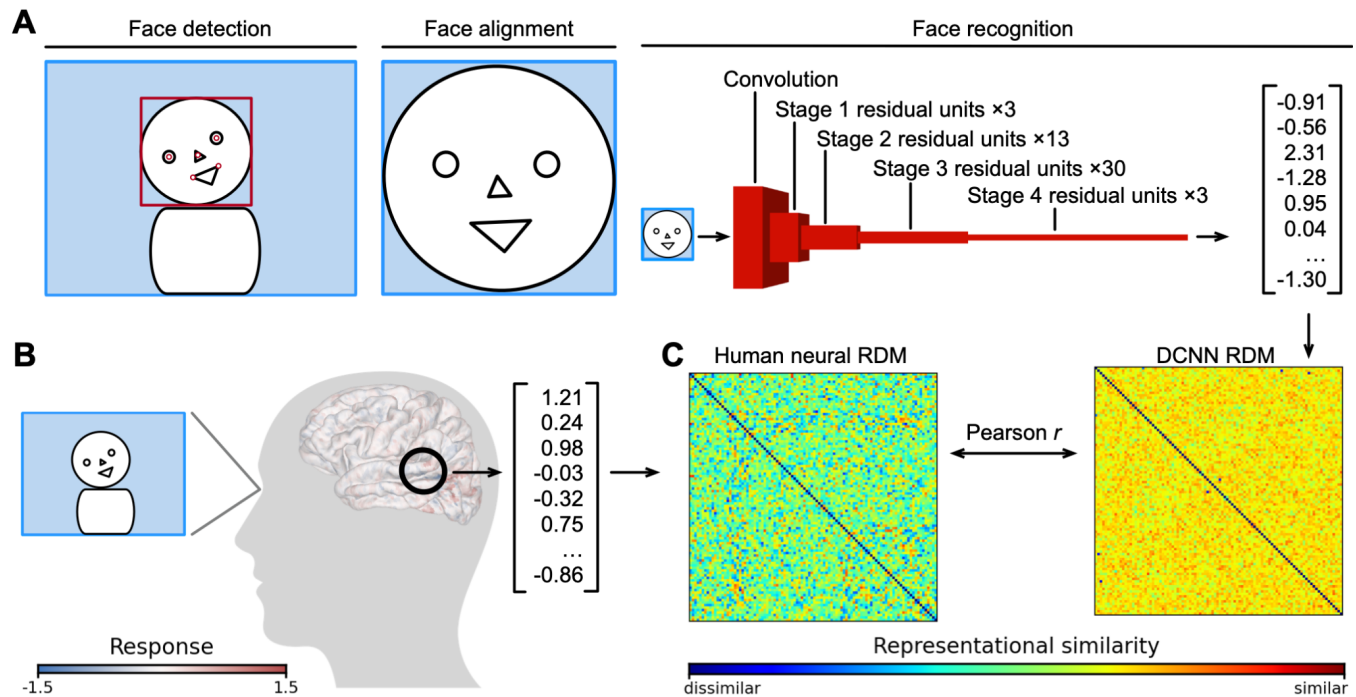 A
Face detection
Face alignment
Face recognition
Convolution
Stage 1 residual units ×3
Stage 2 residual units ×13
Stage 3 residual units ×30
Stage 4 residual units ×3
-0.91
-0.56
2.31
-1.28
0.95
0.04
...
-1.30
B
1.21
0.24
0.98
-0.03
-0.32
0.75
...
-0.86
Response
-1.5 1.5
C
Human neural RDM
DCNN RDM
Pearson r
Representational similarity
dissimilar similar